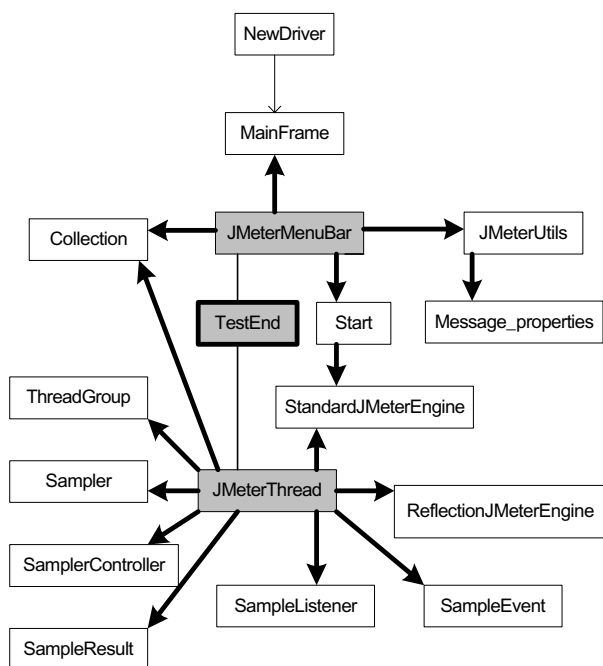 NewDriver
MainFrame
Collection
JMeterMenuBar
JMeterUtils
TestEnd
Start
Message_properties
ThreadGroup
StandardJMeterEngine
Sampler
JMeterThread
ReflectionJMeterEngine
SamplerController
SampleListener
SampleEvent
SampleResult